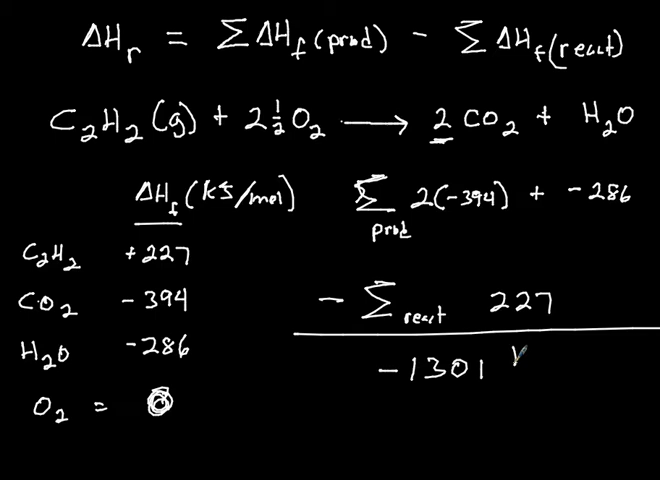 ΔHr = ΣΔHf(prod) - ΣΔHf(react)
C₂H₂(g) + 2½O₂ → 2CO₂ + H₂O
ΔHf (kJ/mol)
Σprod 2(-394) + -286
C₂H₂ +227
CO₂ -394
- Σreact 227
H₂O -286
-1301
O₂ = 0